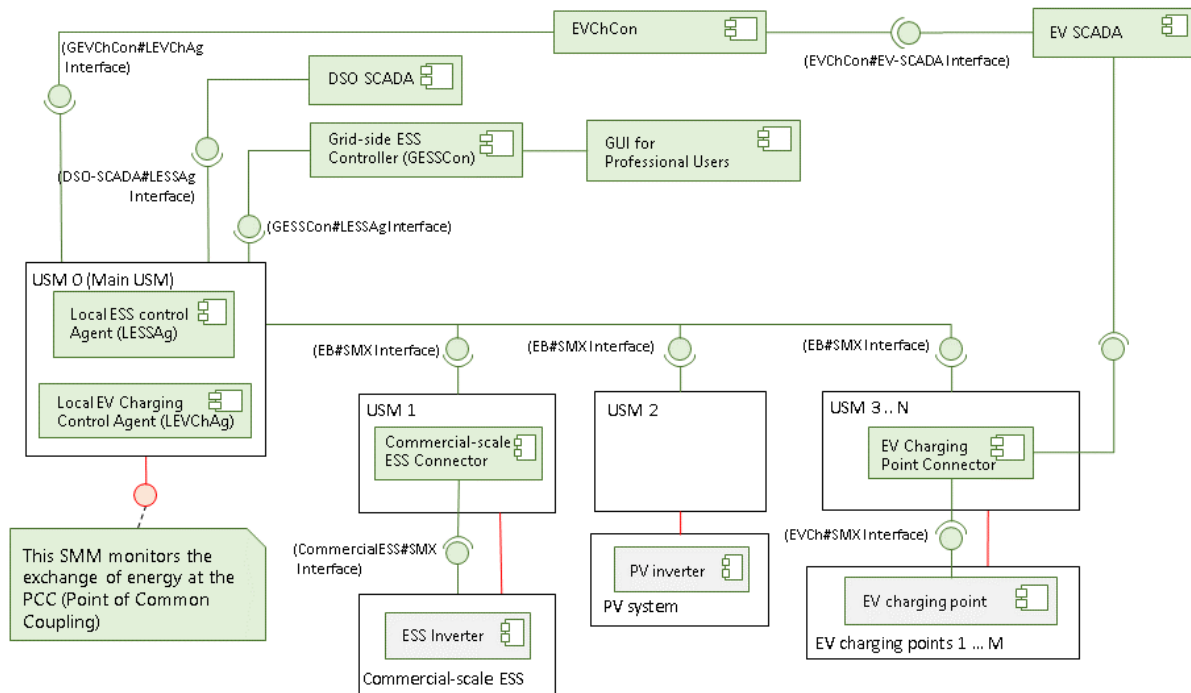 EVChCon
EV SCADA
(GEVChCon#LEVChAg
Interface)
(EVChCon#EV-SCADA Interface)
DSO SCADA
Grid-side ESS
Controller (GESSCon)
GUI for
Professional Users
(DSO-SCADA#LESSAg
Interface)
(GESSCon#LESSAg Interface)
USM 0 (Main USM)
Local ESS control
Agent (LESSAg)
Local EV Charging
Control Agent (LEVChAg)
(EB#SMX Interface)
(EB#SMX Interface)
(EB#SMX Interface)
USM 1
Commercial-scale
ESS Connector
USM 2
USM 3.. N
EV Charging
Point Connector
This SMM monitors the
exchange of energy at the
PCC (Point of Common
Coupling)
(CommercialESS#SMX
Interface)
(EVCh#SMX Interface)
ESS Inverter
Commercial-scale ESS
PV inverter
PV system
EV charging point
EV charging points 1 ... M